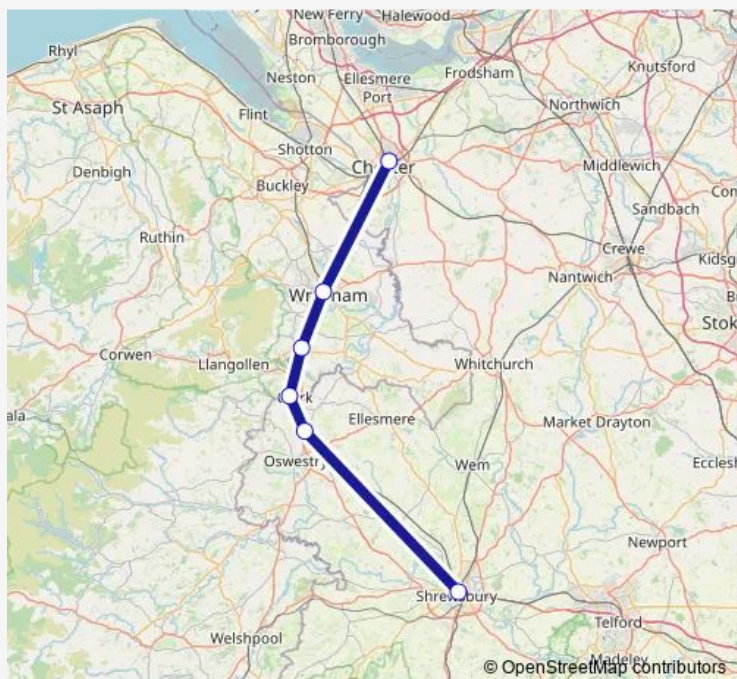 New Ferry
Halewood
Bromborough
Rhyl
Knutsford
Neston
Ellesmere
Port
Frodsham
St Asaph
Flint
Northwich
Shotton
Denbigh
Buckley
Middlewich
Sandbach
Ruthin
Crewe
Nantwich
Corwen
Llangollen
Whitchurch
Ellesmere
Market Drayton
Wem
Newport
Telford
Welshpool
Madeley
© OpenStreetMap contributors